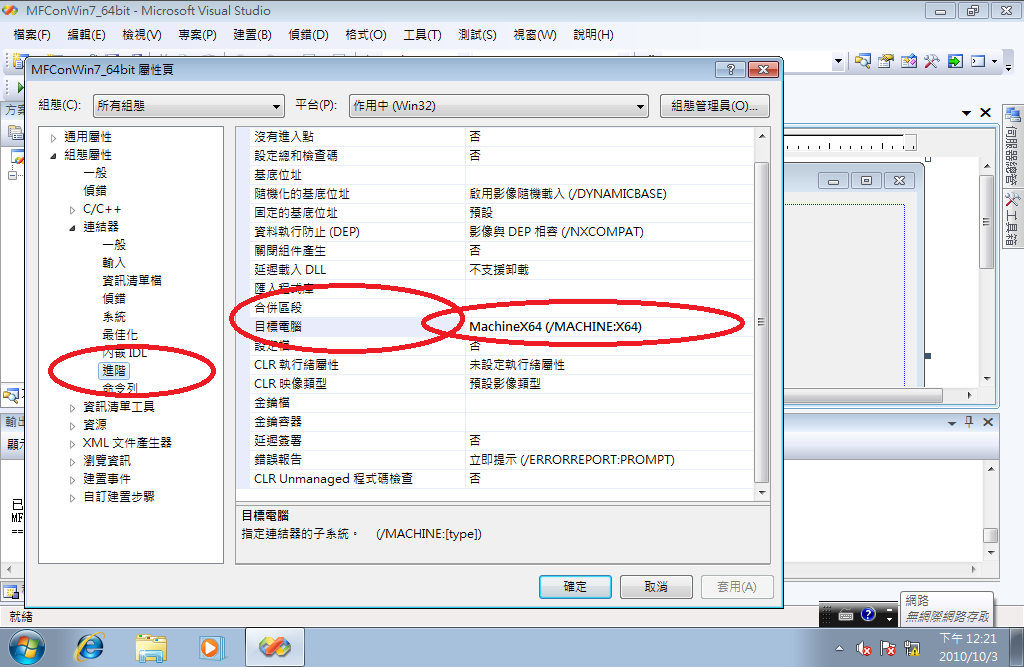 MFConWin7_64bit - Microsoft Visual Studio
檔案(F) 編輯(E) 檢視(V) 專案(P) 建置(B) 偵錯(D) 格式(O) 工具(T) 測試(S) 視窗(W) 說明(H)
MFConWin7_64bit 屬性頁
組態(C): 所有組態 平台(P): 作用中 (Win32) 組態管理員(O)...
通用屬性
組態屬性
一般
偵錯
C/C++
連結器
一般
輸入
資訊清單檔
偵錯
系統
最佳化
內嵌 IDL
進階
命令列
資訊清單工具
資源
XML 文件產生器
瀏覽資訊
建置事件
自訂建置步驟
沒有進入點 否
設定總和檢查碼 否
基底位址
隨機化的基底位址 啟用影像隨機載入 (/DYNAMICBASE)
固定的基底位址 預設
資料執行防止 (DEP) 影像與 DEP 相容 (/NXCOMPAT)
關閉組件產生 否
延遲載入 DLL 不支援卸載
匯入程式庫
合併區段
目標電腦 MachineX64 (/MACHINE:X64)
設定檔 否
CLR 執行緒屬性 未設定執行緒屬性
CLR 映像類型 預設影像類型
金鑰檔
金鑰容器
延遲簽署 否
錯誤報告 立即提示 (/ERRORREPORT:PROMPT)
CLR Unmanaged 程式碼檢查 否
目標電腦
指定連結器的子系統。 (/MACHINE:[type])
確定 取消 套用(A)
方案
輸出
顯示
已
MF
==
伺服器總管
工具箱
就緒
網路
無網際網路存取
下午 12:21
2010/10/3